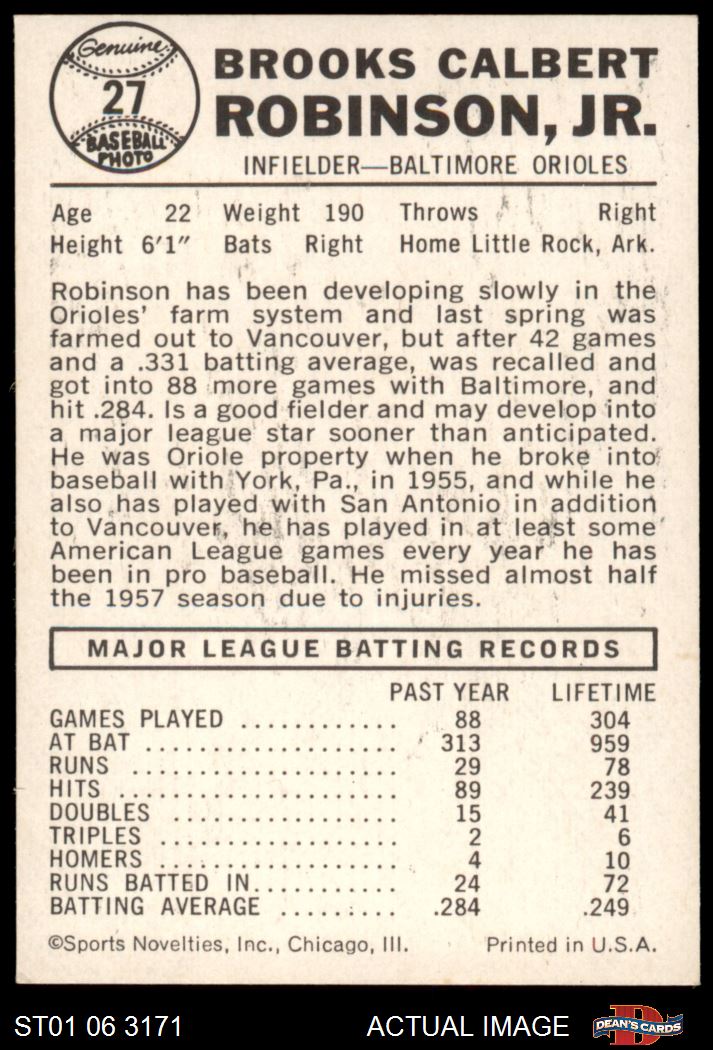 Genuine
27
BASEBALL
PHOTO
BROOKS CALBERT
ROBINSON, JR.
INFIELDER—BALTIMORE ORIOLES
Age 22 Weight 190 Throws Right
Height 6'1" Bats Right Home Little Rock, Ark.
Robinson has been developing slowly in the
Orioles' farm system and last spring was
farmed out to Vancouver, but after 42 games
and a .331 batting average, was recalled and
got into 88 more games with Baltimore, and
hit .284. Is a good fielder and may develop into
a major league star sooner than anticipated.
He was Oriole property when he broke into
baseball with York, Pa., in 1955, and while he
also has played with San Antonio in addition
to Vancouver, he has played in at least some
American League games every year he has
been in pro baseball. He missed almost half
the 1957 season due to injuries.
MAJOR LEAGUE BATTING RECORDS
PAST YEAR LIFETIME
GAMES PLAYED ............ 88 304
AT BAT ................... 313 959
RUNS .................... 29 78
HITS ..................... 89 239
DOUBLES ................. 15 41
TRIPLES .................. 2 6
HOMERS .................. 4 10
RUNS BATTED IN........... 24 72
BATTING AVERAGE ......... .284 .249
©Sports Novelties, Inc., Chicago, Ill. Printed in U.S.A.
ST01 06 3171 ACTUAL IMAGE D DEAN'S CARDS